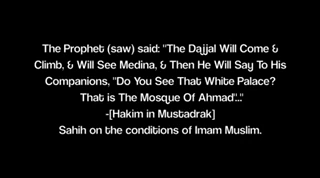 The Prophet (saw) said: "The Dajjal Will Come &
Climb, & Will See Medina, & Then He Will Say To His
Companions, "Do You See That White Palace?
That is The Mosque Of Ahmad"..."
-[Hakim in Mustadrak]
Sahih on the conditions of Imam Muslim.